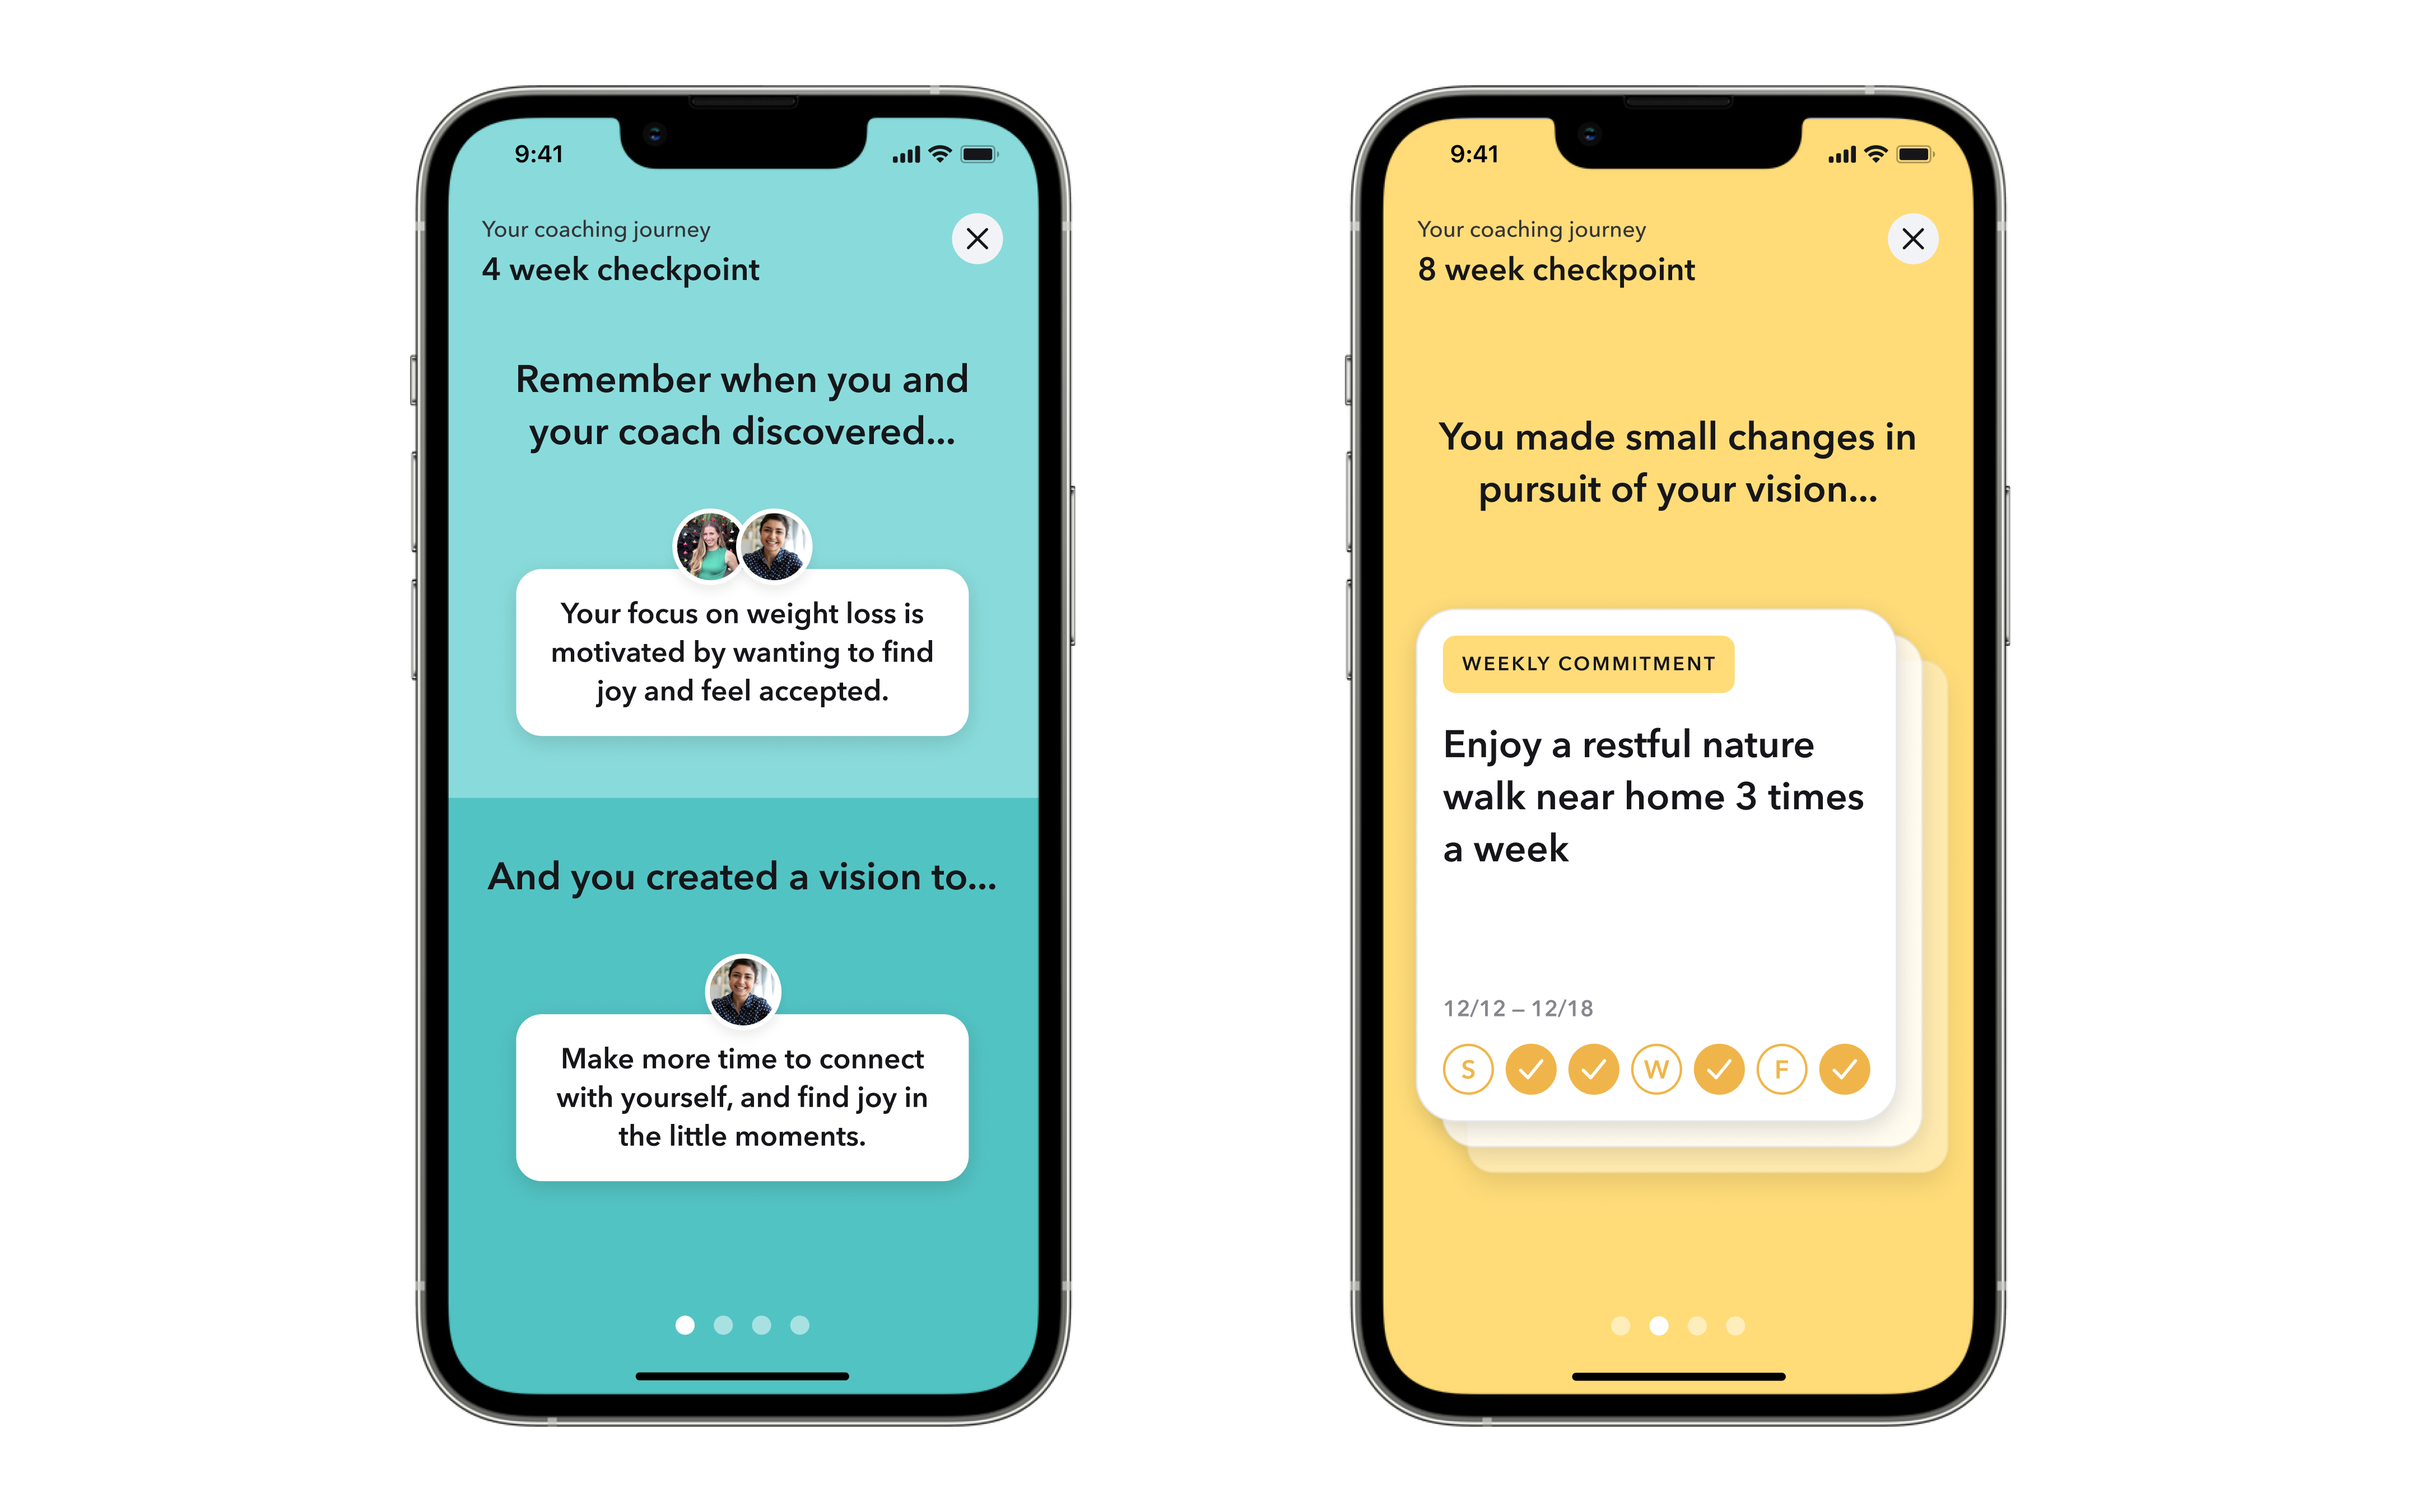 9:41
Your coaching journey
4 week checkpoint
Remember when you and
your coach discovered...
Your focus on weight loss is
motivated by wanting to find
joy and feel accepted.
And you created a vision to...
Make more time to connect
with yourself, and find joy in
the little moments.
9:41
Your coaching journey
8 week checkpoint
You made small changes in
pursuit of your vision...
WEEKLY COMMITMENT
Enjoy a restful nature
walk near home 3 times
a week
12/12 – 12/18
S W F